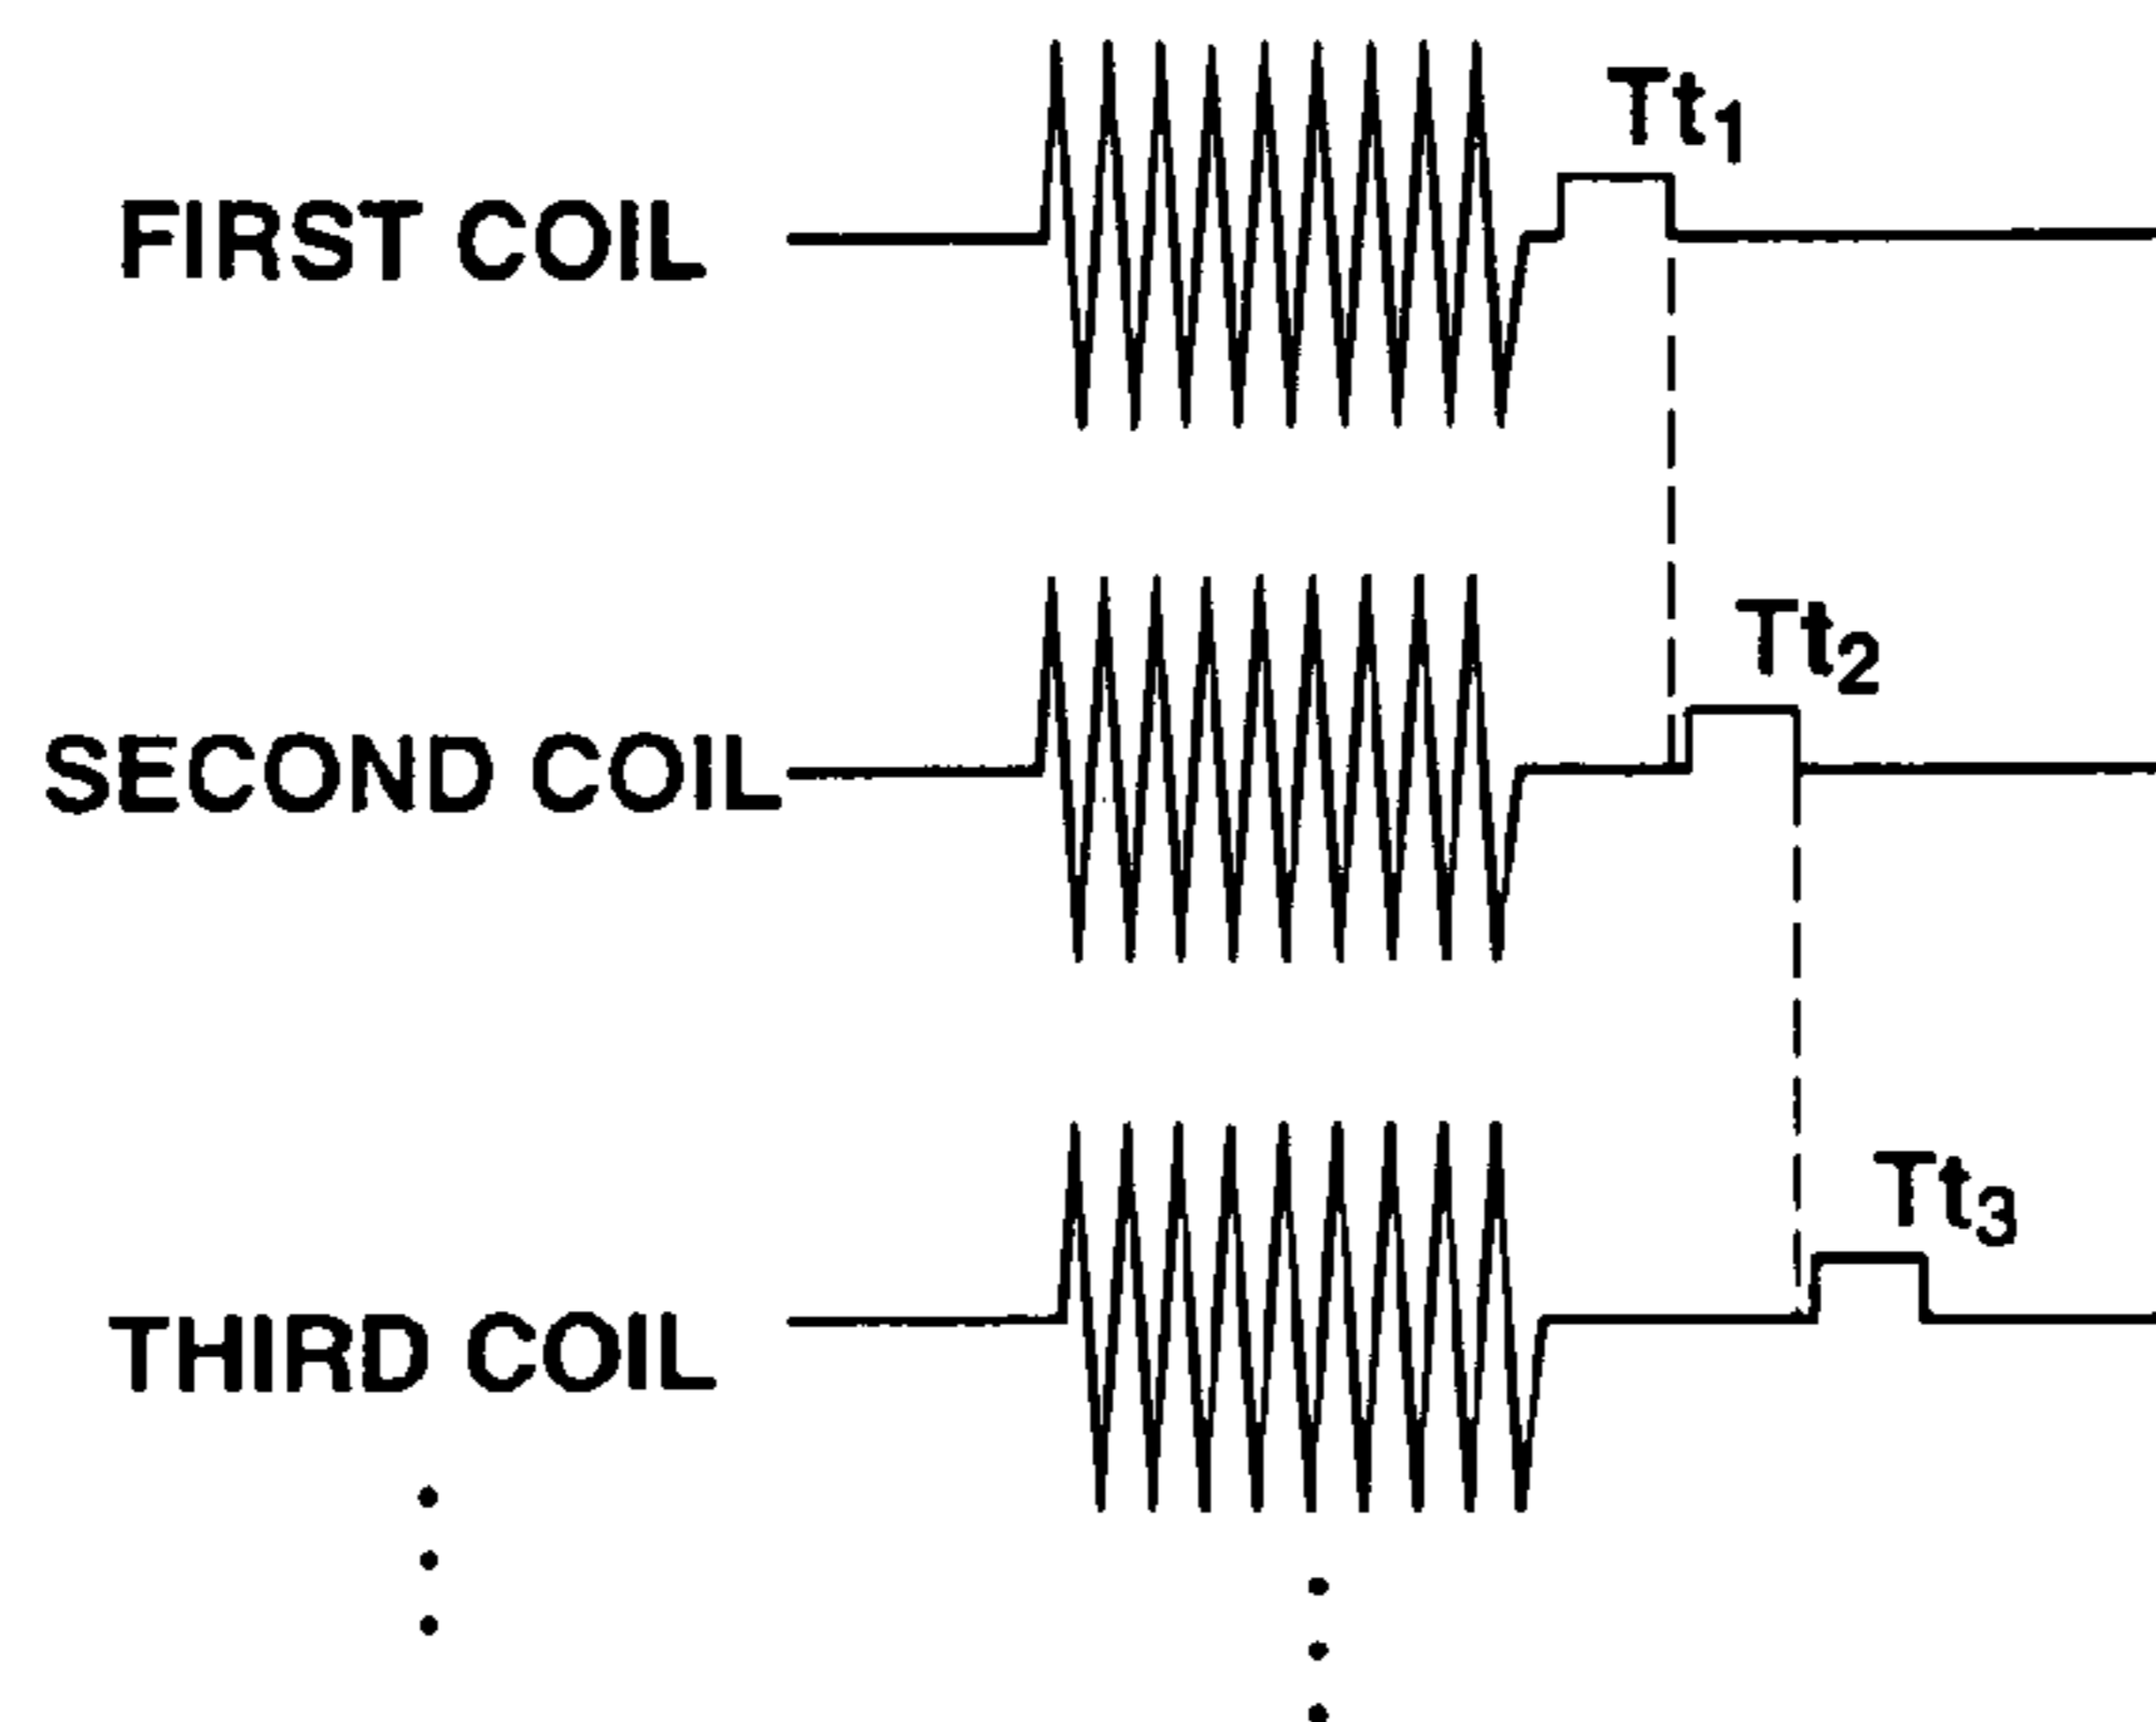 Tt1
FIRST COIL
Tt2
SECOND COIL
Tt3
THIRD COIL